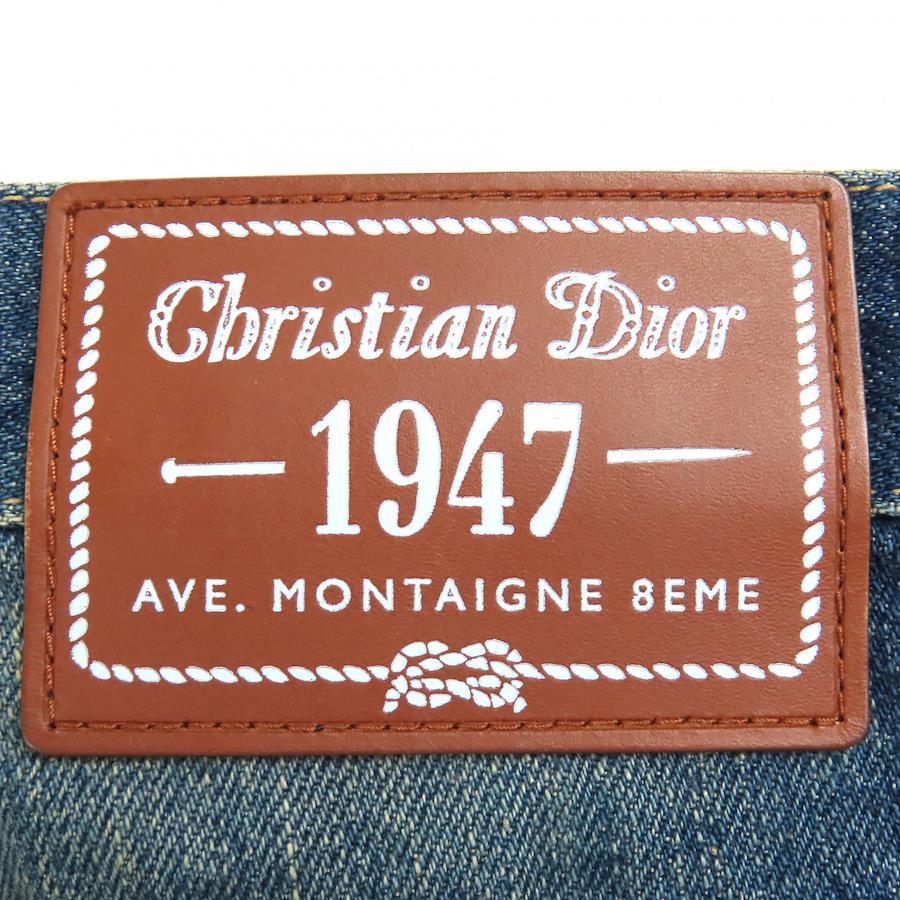 Christian Dior
1947
AVE. MONTAIGNE 8EME